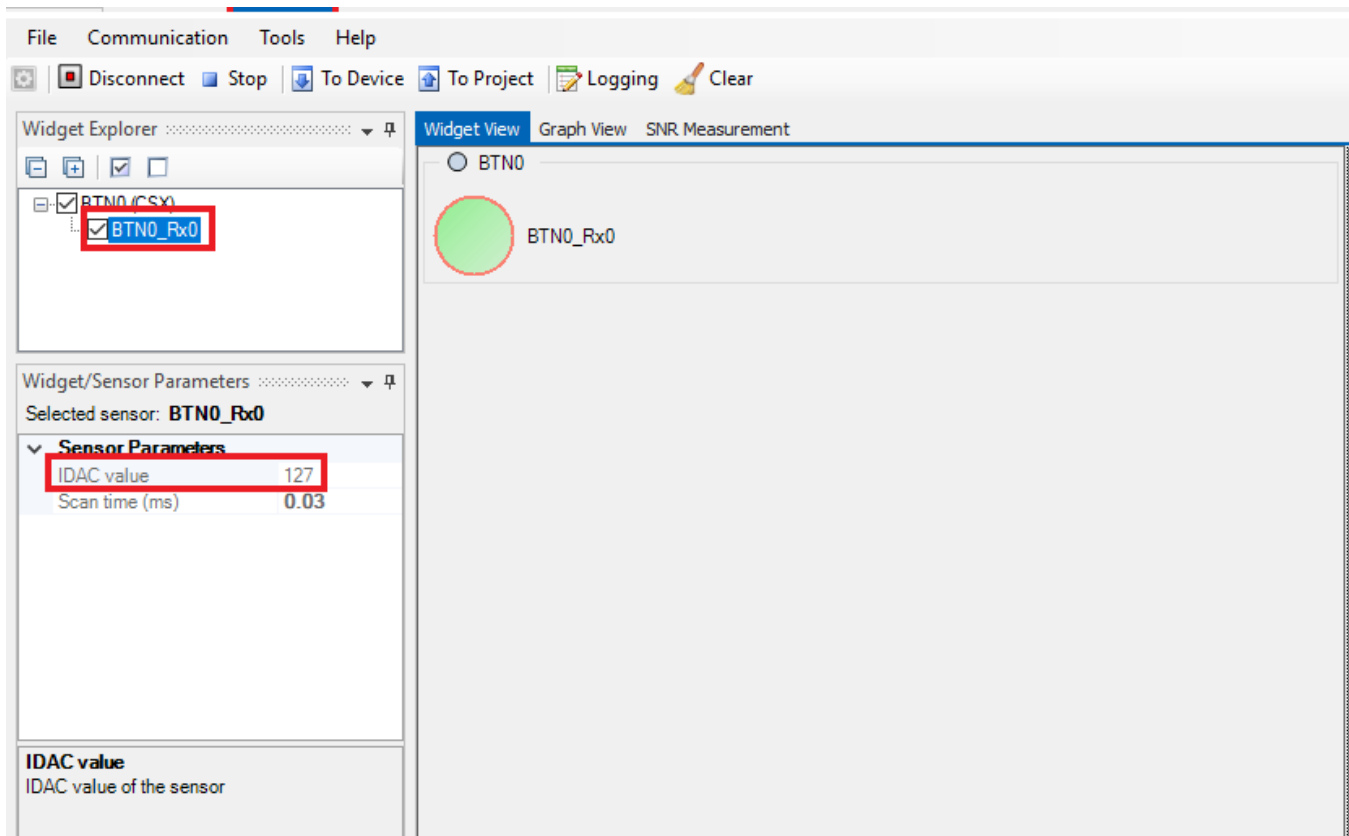 File Communication Tools Help
Disconnect Stop To Device To Project Logging Clear
Widget Explorer
BTN0 (CSX)
BTN0_Rx0
Widget/Sensor Parameters
Selected sensor: BTN0_Rx0
Sensor Parameters
IDAC value 127
Scan time (ms) 0.03
IDAC value
IDAC value of the sensor
Widget View Graph View SNR Measurement
BTN0
BTN0_Rx0